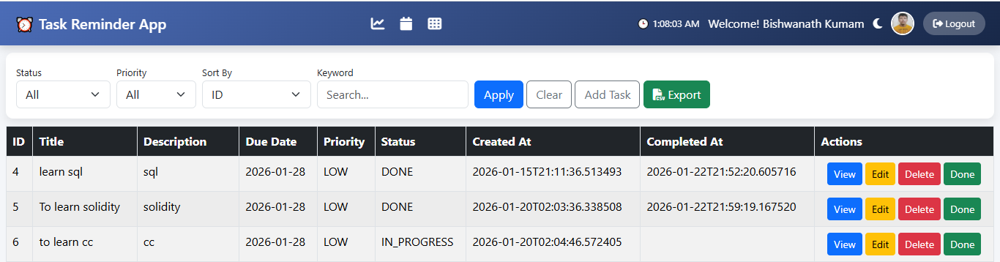 Task Reminder App 1:08:03 AM Welcome! Bishwanath Kumam Logout
Status Priority Sort By Keyword
All All ID Search... Apply Clear Add Task CSV Export
ID Title Description Due Date Priority Status Created At Completed At Actions
4 learn sql sql 2026-01-28 LOW DONE 2026-01-15T21:11:36.513493 2026-01-22T21:52:20.605716 View Edit Delete Done
5 To learn solidity solidity 2026-01-28 LOW DONE 2026-01-20T02:03:36.338508 2026-01-22T21:59:19.167520 View Edit Delete Done
6 to learn cc cc 2026-01-28 LOW IN_PROGRESS 2026-01-20T02:04:46.572405 View Edit Delete Done